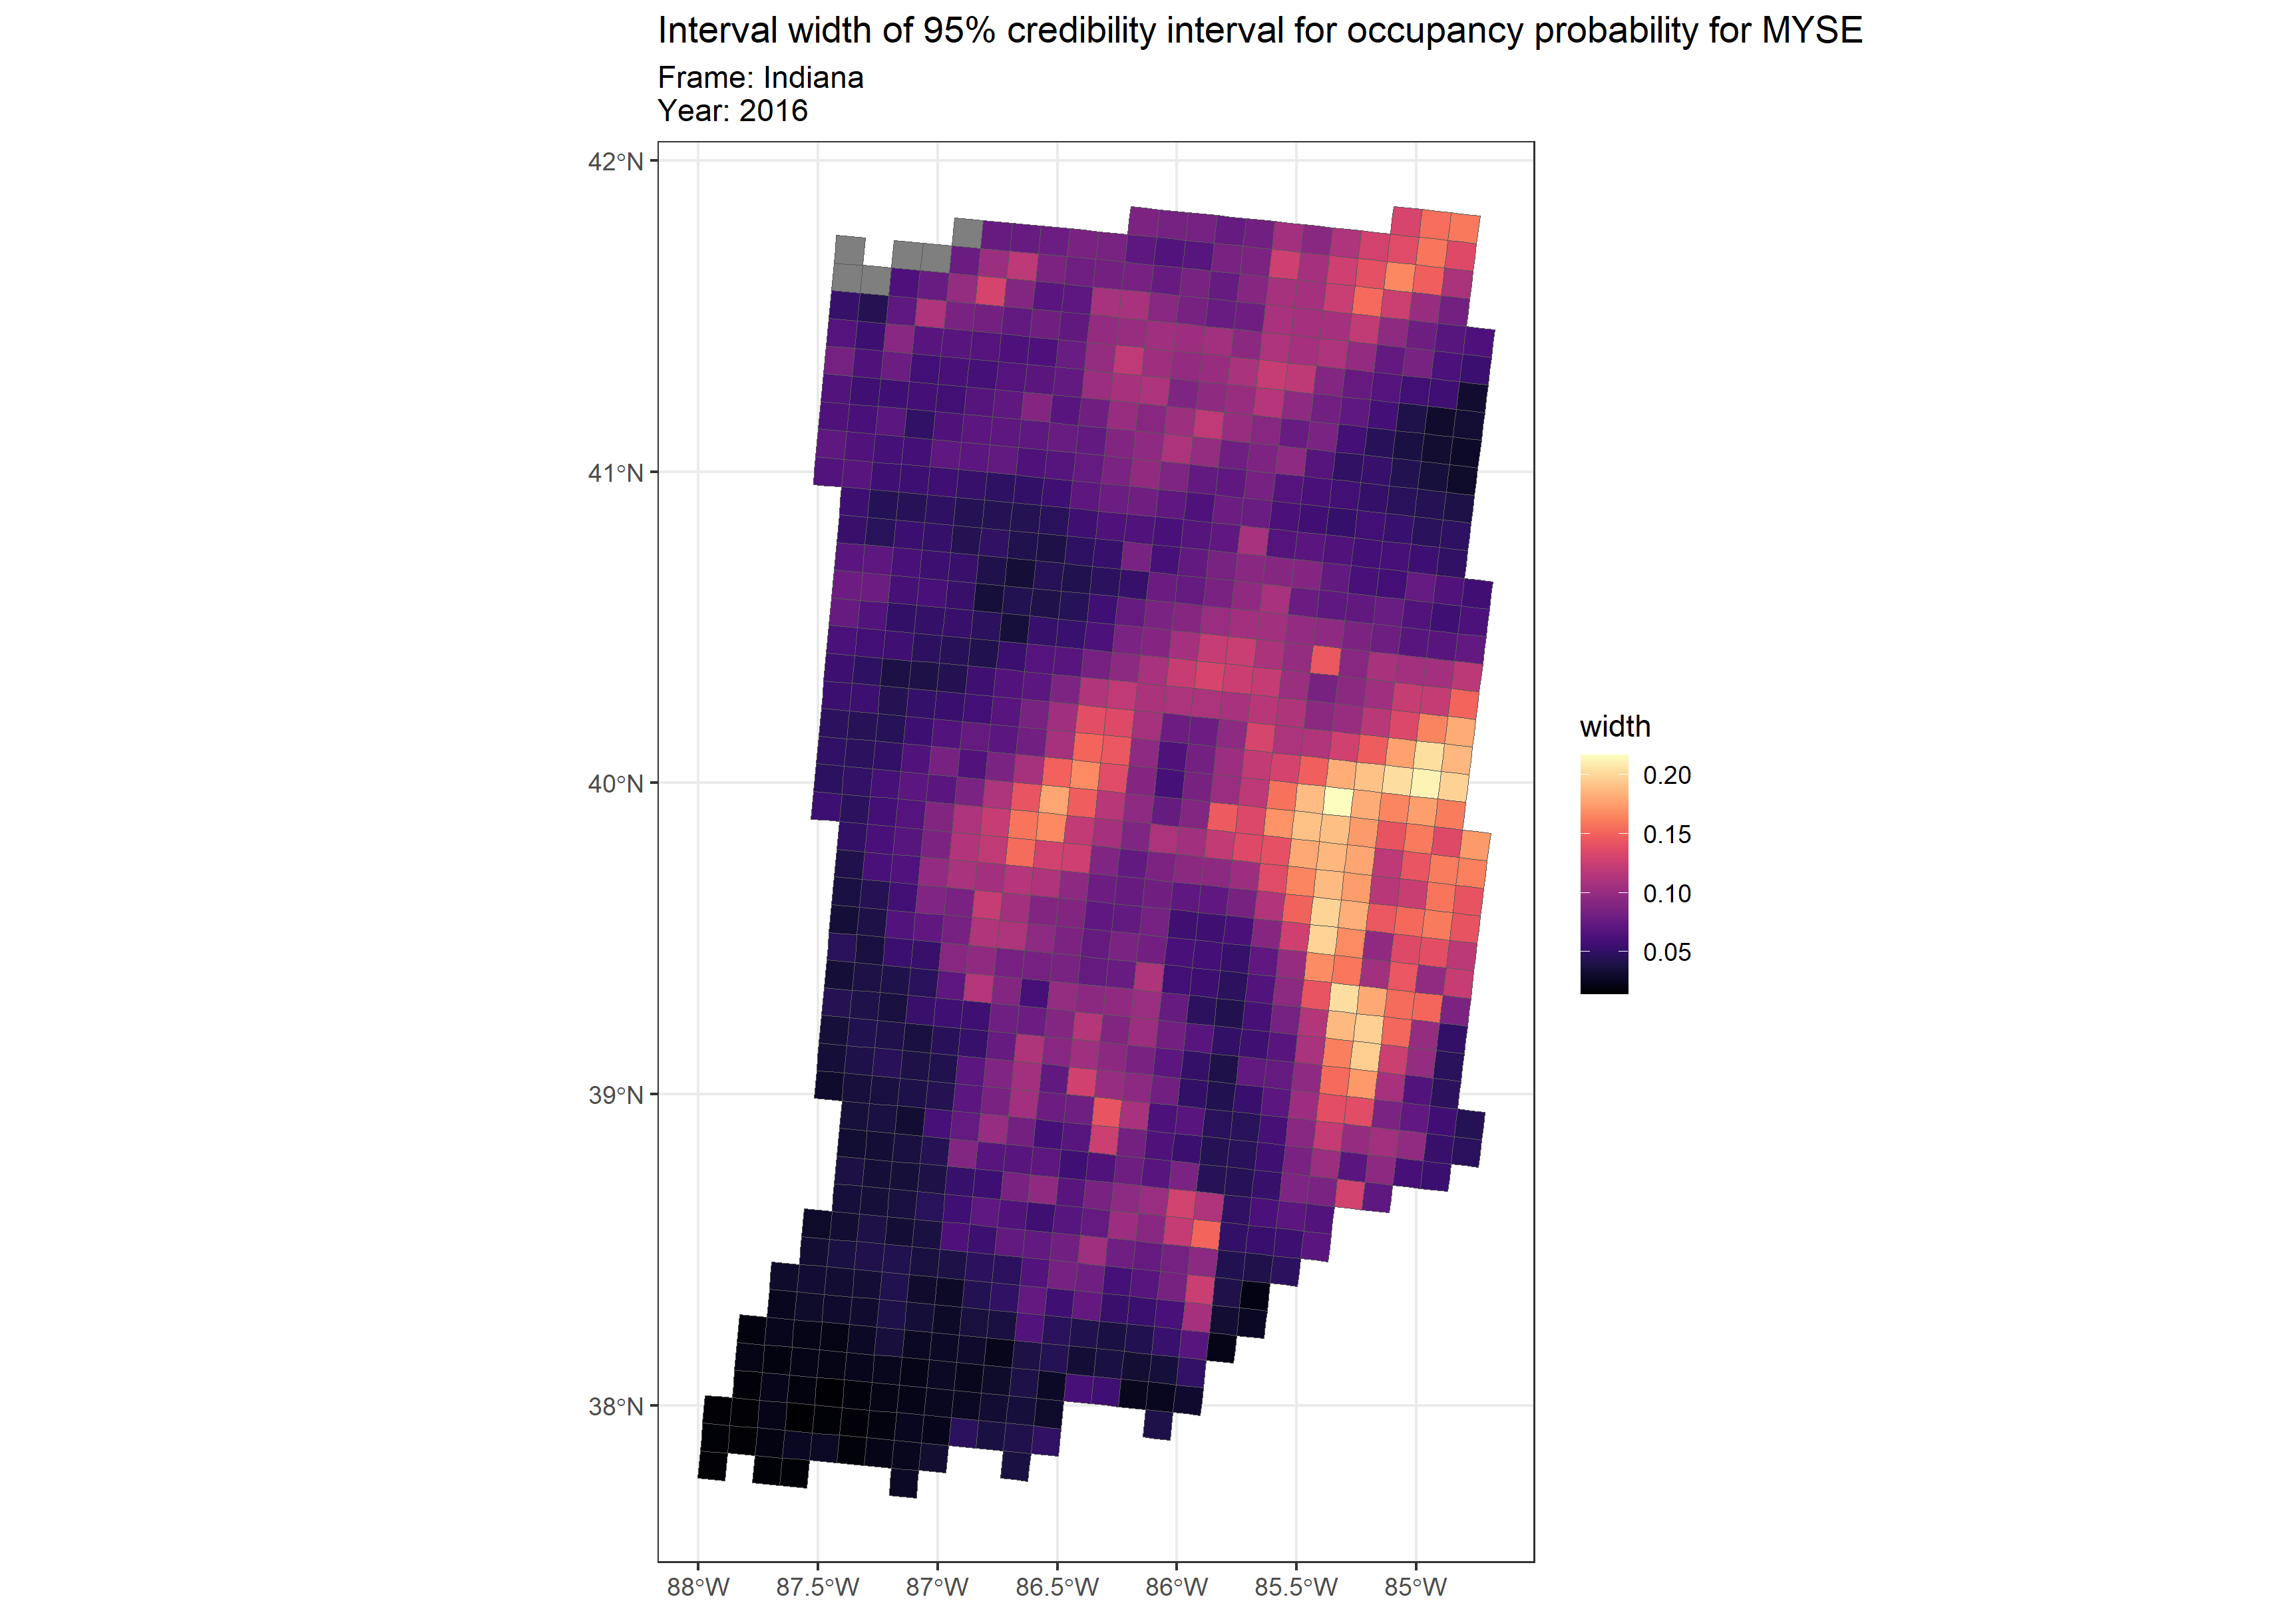 Interval width of 95% credibility interval for occupancy probability for MYSE
Frame: Indiana
Year: 2016
42°N
41°N
40°N
39°N
38°N
88°W 87.5°W 87°W 86.5°W 86°W 85.5°W 85°W
width
0.20
0.15
0.10
0.05